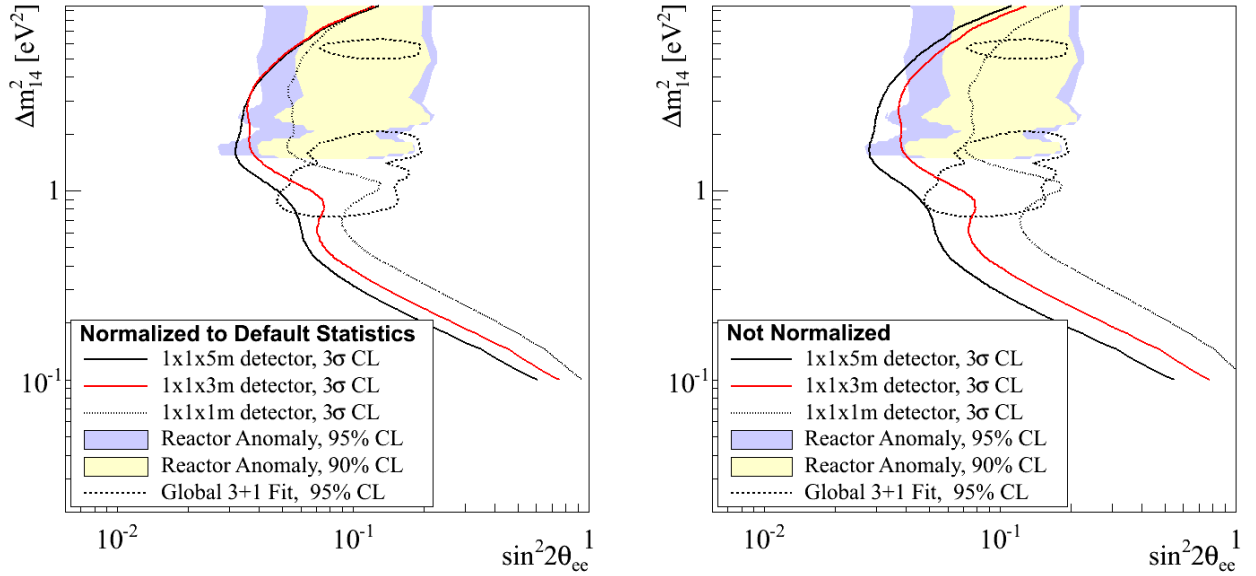 Δm²₁₄ [eV²]
1
10⁻¹
Normalized to Default Statistics
1x1x5m detector, 3σ CL
1x1x3m detector, 3σ CL
1x1x1m detector, 3σ CL
Reactor Anomaly, 95% CL
Reactor Anomaly, 90% CL
Global 3+1 Fit, 95% CL
10⁻² 10⁻¹ 1
sin²2θₑₑ
Δm²₁₄ [eV²]
1
10⁻¹
Not Normalized
1x1x5m detector, 3σ CL
1x1x3m detector, 3σ CL
1x1x1m detector, 3σ CL
Reactor Anomaly, 95% CL
Reactor Anomaly, 90% CL
Global 3+1 Fit, 95% CL
10⁻² 10⁻¹ 1
sin²2θₑₑ